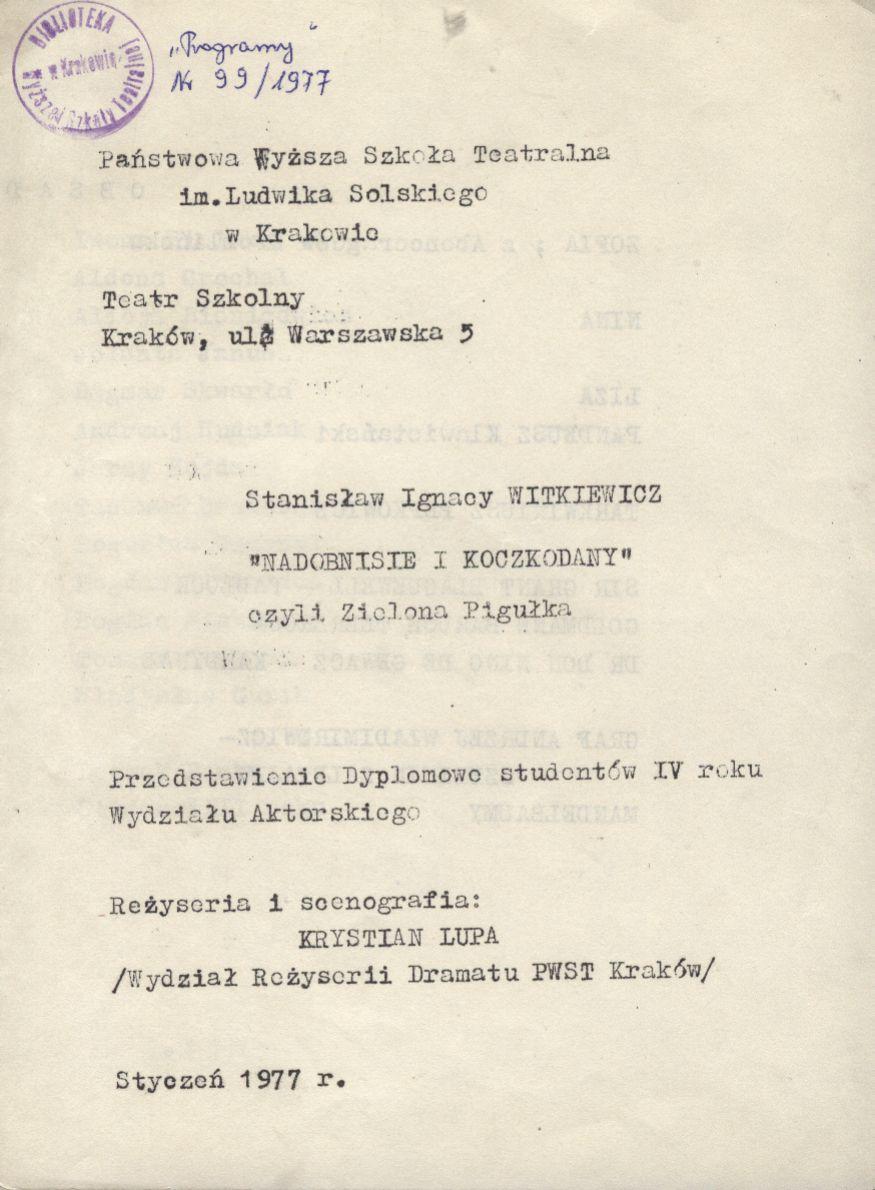 BIBLIOTEKA
Wyższej Szkoły Teatralnej
w Krakowie
„Programy"
Nr 99/1977
Państwowa Wyższa Szkoła Teatralna
im.Ludwika Solskiego
w Krakowie
Teatr Szkolny
Kraków, ul. Warszawska 5
Stanisław Ignacy WITKIEWICZ
"NADOBNISIE I KOCZKODANY"
czyli Zielona Pigułka
Przedstawienie Dyplomowe studentów IV roku
Wydziału Aktorskiego
Reżyseria i scenografia:
KRYSTIAN LUPA
/Wydział Reżyserii Dramatu PWST Kraków/
Styczeń 1977 r.